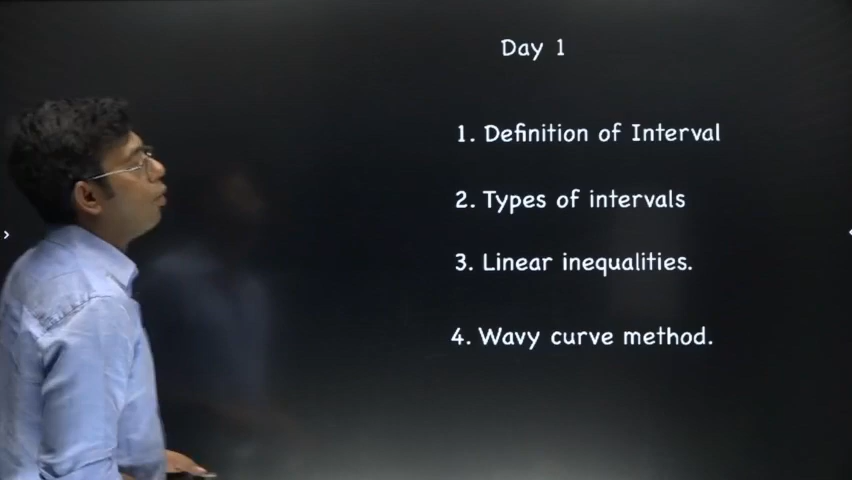 Day 1
1. Definition of Interval
2. Types of intervals
3. Linear inequalities.
4. Wavy curve method.